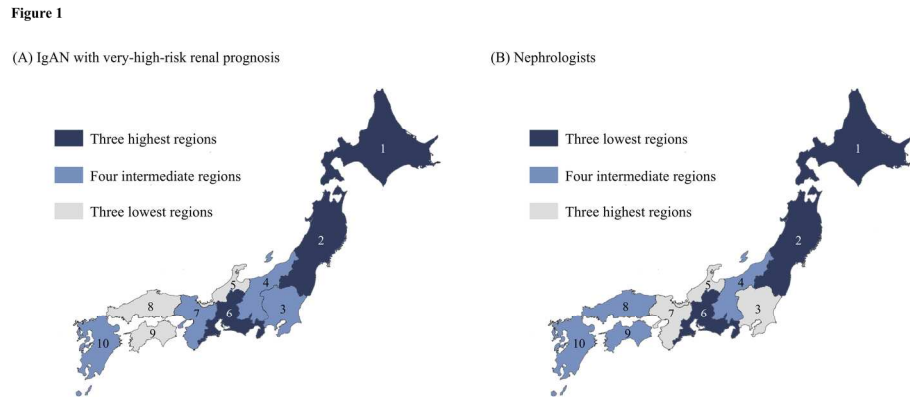 Figure 1
(A) IgAN with very-high-risk renal prognosis
Three highest regions
Four intermediate regions
Three lowest regions
1
2
3
4
5
6
7
8
9
10
(B) Nephrologists
Three lowest regions
Four intermediate regions
Three highest regions
1
2
3
4
5
6
7
8
9
10